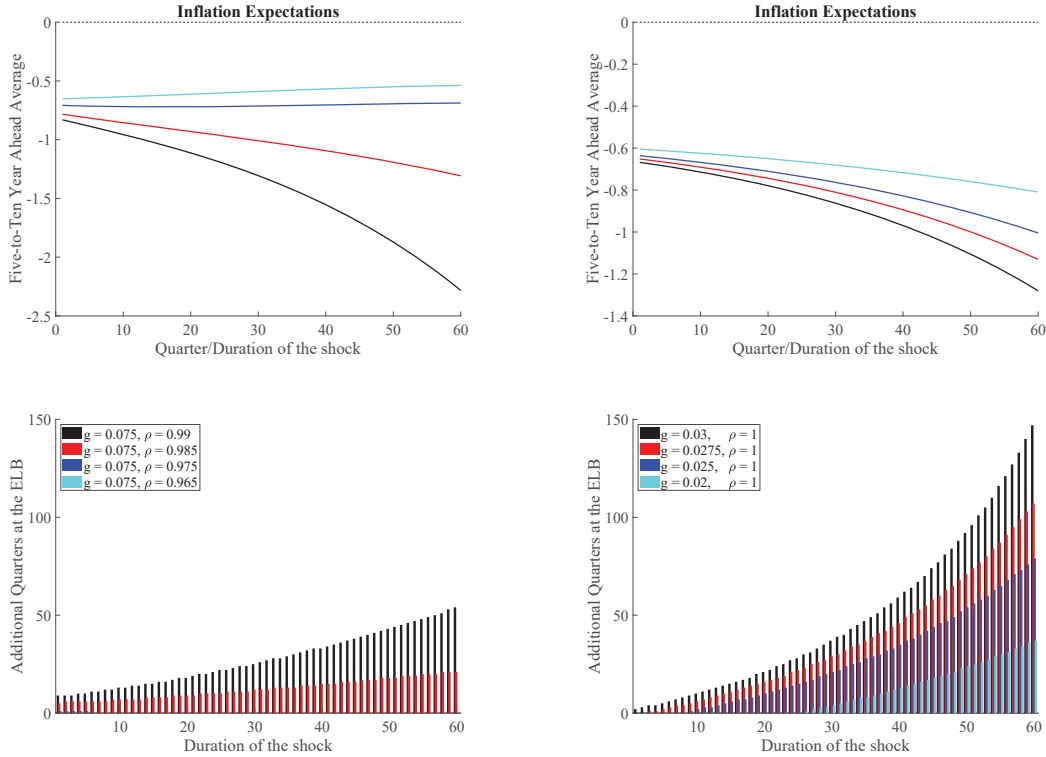 Inflation Expectations
Five-to-Ten Year Ahead Average
0
-0.5
-1
-1.5
-2
-2.5
0 10 20 30 40 50 60
Quarter/Duration of the shock
Inflation Expectations
Five-to-Ten Year Ahead Average
0
-0.2
-0.4
-0.6
-0.8
-1
-1.2
-1.4
10 20 30 40 50 60
Quarter/Duration of the shock
Additional Quarters at the ELB
150
100
50
0
g = 0.075, ρ = 0.99
g = 0.075, ρ = 0.985
g = 0.075, ρ = 0.975
g = 0.075, ρ = 0.965
10 20 30 40 50 60
Duration of the shock
Additional Quarters at the ELB
150
100
50
0
g = 0.03, ρ = 1
g = 0.0275, ρ = 1
g = 0.025, ρ = 1
g = 0.02, ρ = 1
10 20 30 40 50 60
Duration of the shock